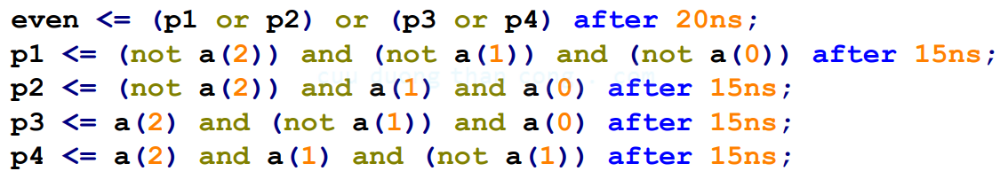 even <= (p1 or p2) or (p3 or p4) after 20ns;
p1 <= (not a(2)) and (not a(1)) and (not a(0)) after 15ns;
p2 <= (not a(2)) and a(1) and a(0) after 15ns;
p3 <= a(2) and (not a(1)) and a(0) after 15ns;
p4 <= a(2) and a(1) and (not a(1)) after 15ns;